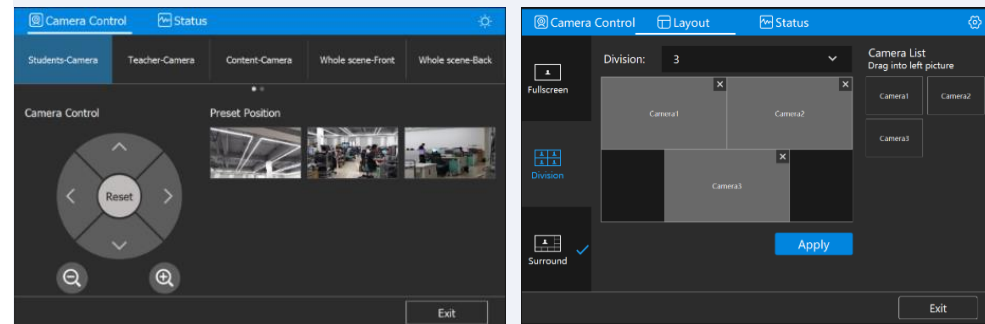 Camera Control
Status
Students-Camera
Teacher-Camera
Content-Camera
Whole scene-Front
Whole scene-Back
Camera Control
Preset Position
Reset
Exit
Camera Control
Layout
Status
Fullscreen
Division
Surround
Division:
3
Camera1
Camera2
Camera3
Apply
Camera List
Drag into left picture
Camera1
Camera2
Camera3
Exit